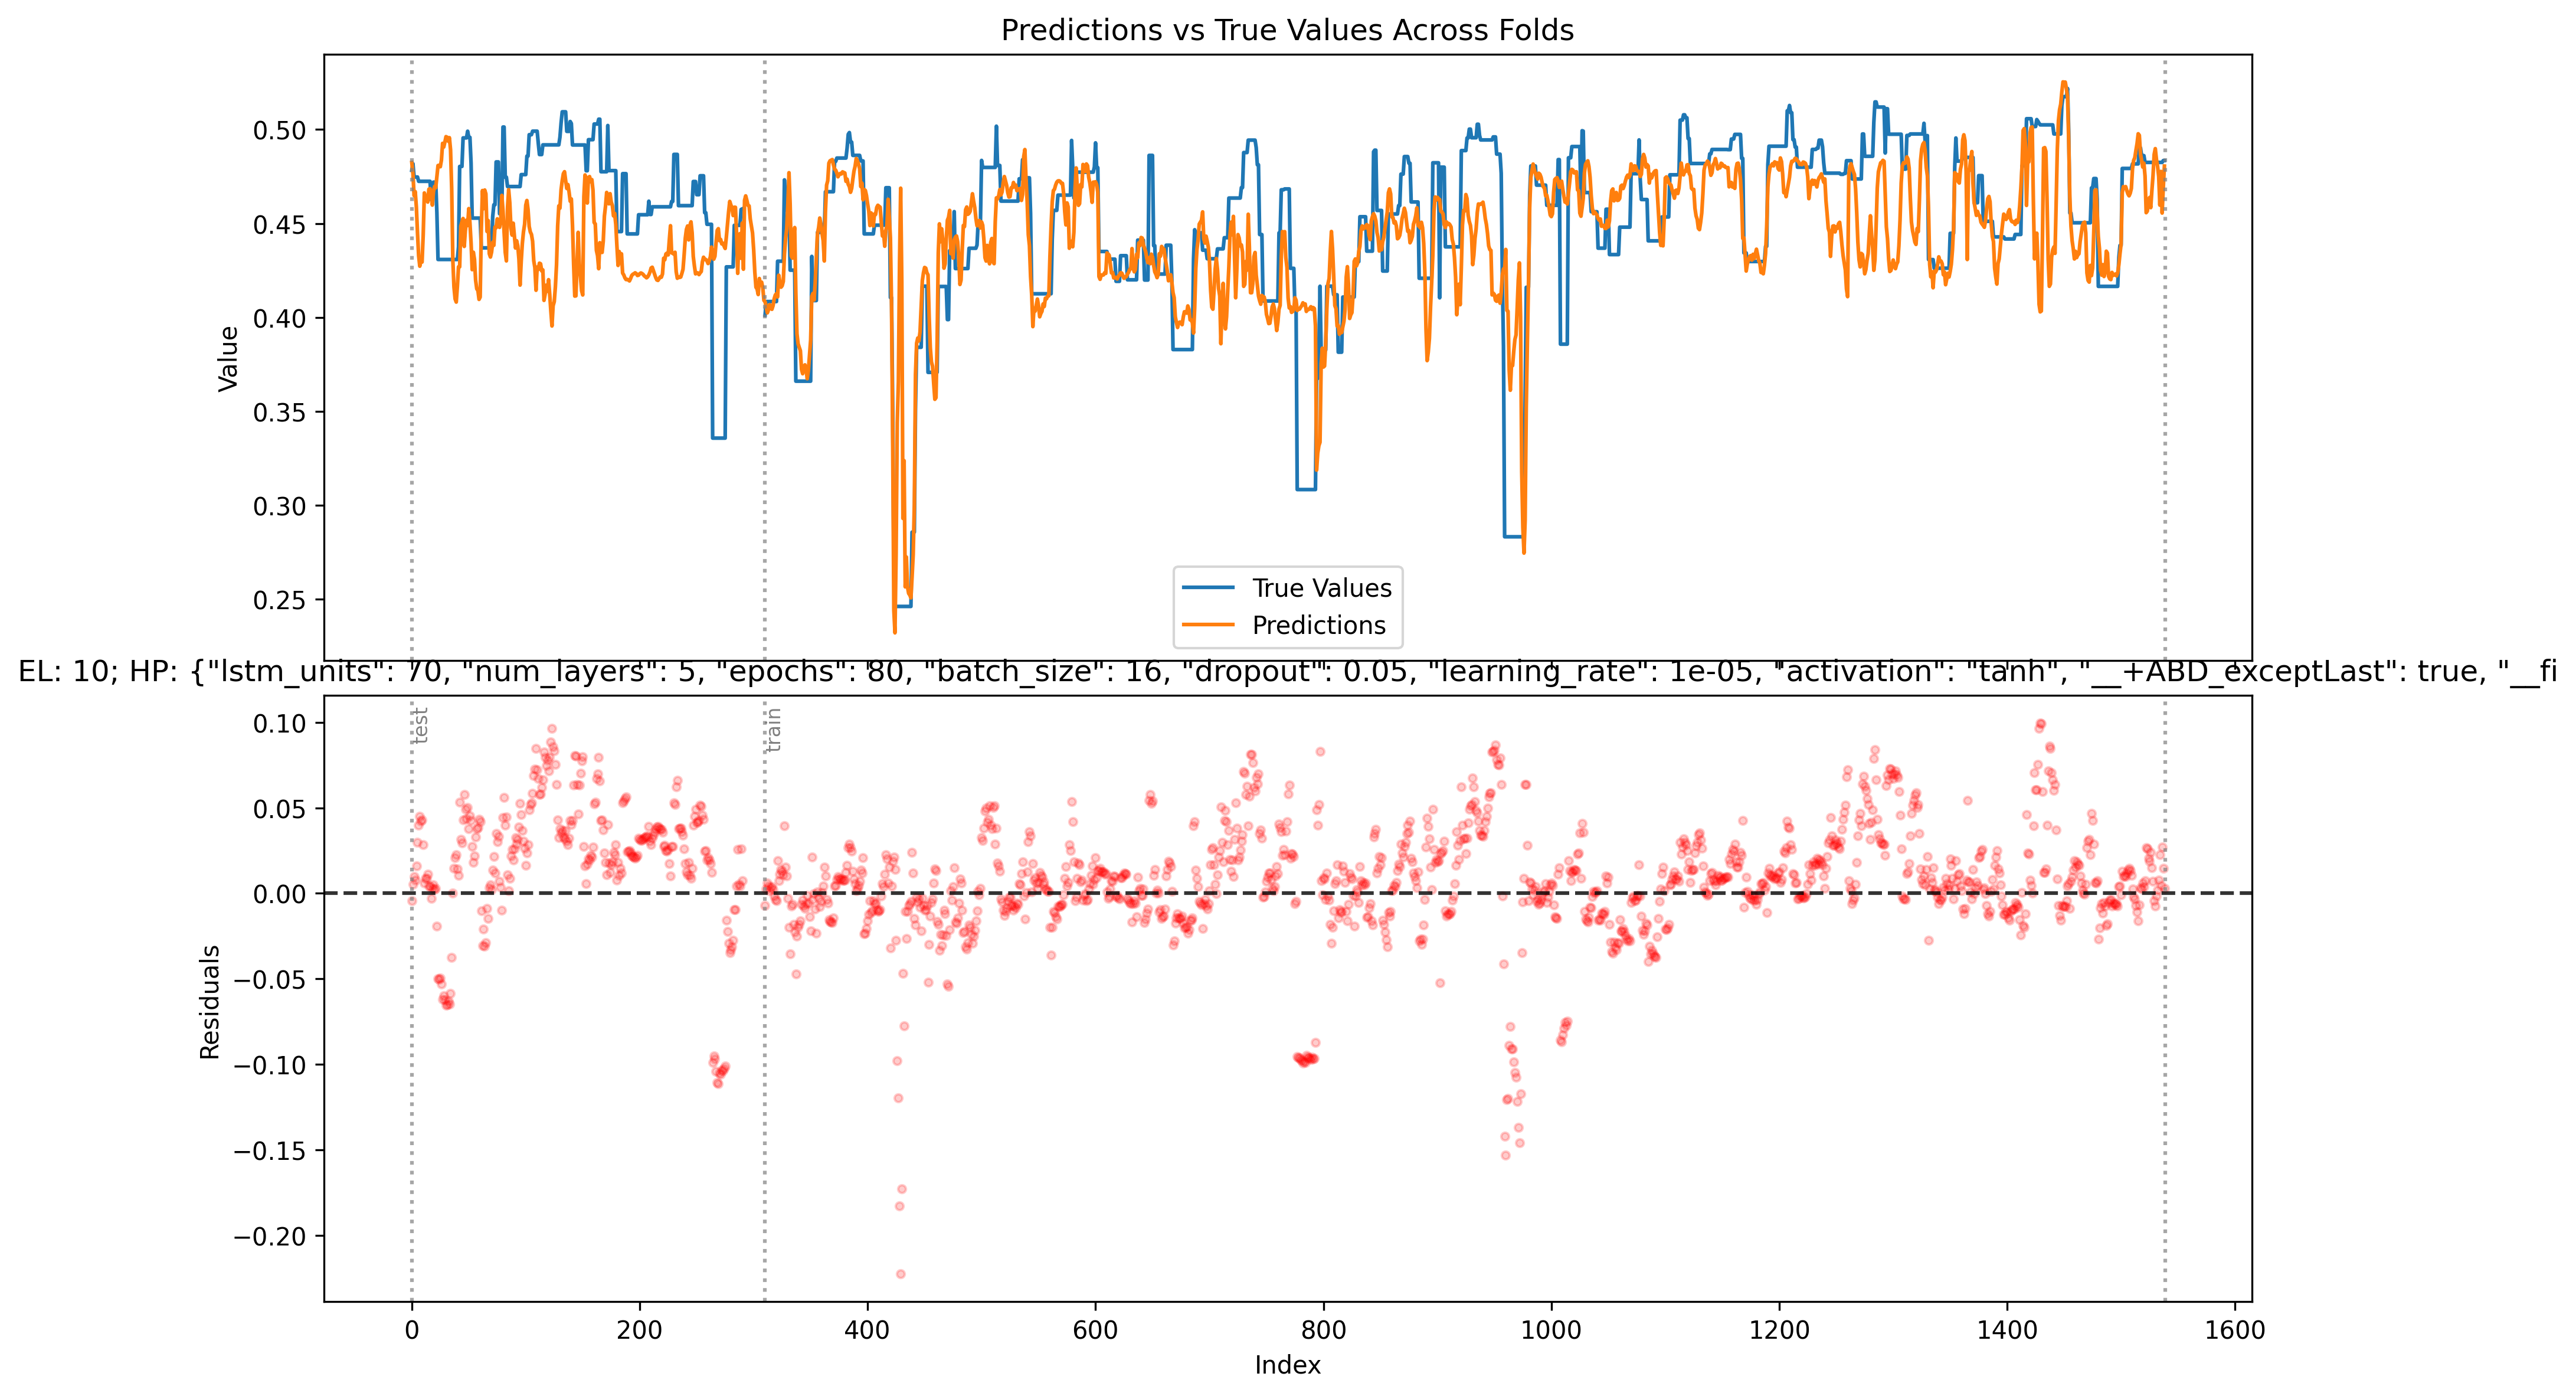 Predictions vs True Values Across Folds
Value
0.50
0.45
0.40
0.35
0.30
0.25
True Values
Predictions
EL: 10; HP: {"lstm_units": 70, "num_layers": 5, "epochs": 80, "batch_size": 16, "dropout": 0.05, "learning_rate": 1e-05, "activation": "tanh", "__+ABD_exceptLast": true, "__fi
Residuals
0.10
0.05
0.00
−0.05
−0.10
−0.15
−0.20
test
train
0 200 400 600 800 1000 1200 1400 1600
Index